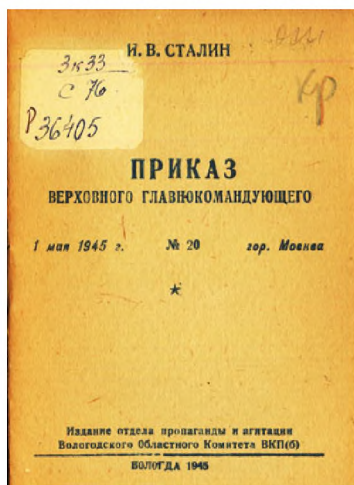 И. В. СТАЛИН
3к33
С 76
Р36405
Кр
ПРИКАЗ
ВЕРХОВНОГО ГЛАВНОКОМАНДУЮЩЕГО
1 мая 1945 г. № 20 гор. Москва
Издание отдела пропаганды и агитации
Вологодского Областного Комитета ВКП(б)
ВОЛОГДА 1945